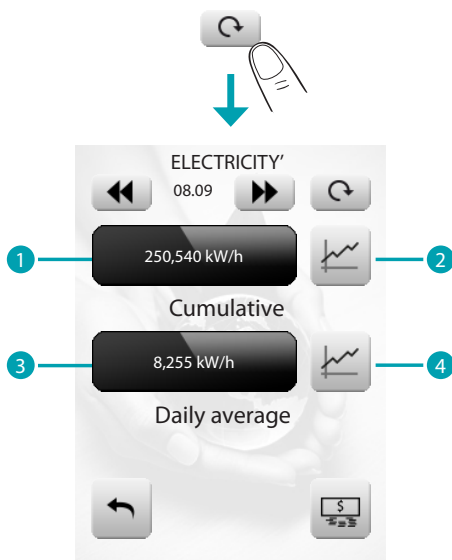 ELECTRICITY’
08.09
1
250,540 kW/h
2
Cumulative
3
8,255 kW/h
4
Daily average
$